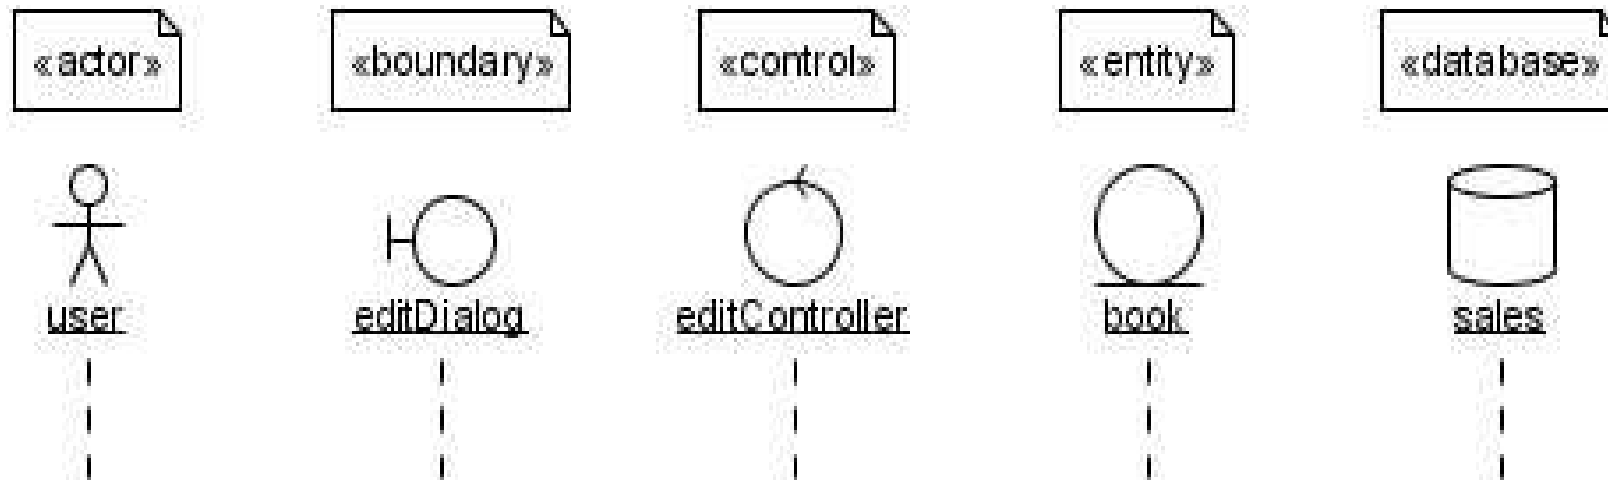 «actor» «boundary» «control» «entity» «database»
user editDialog editController book sales